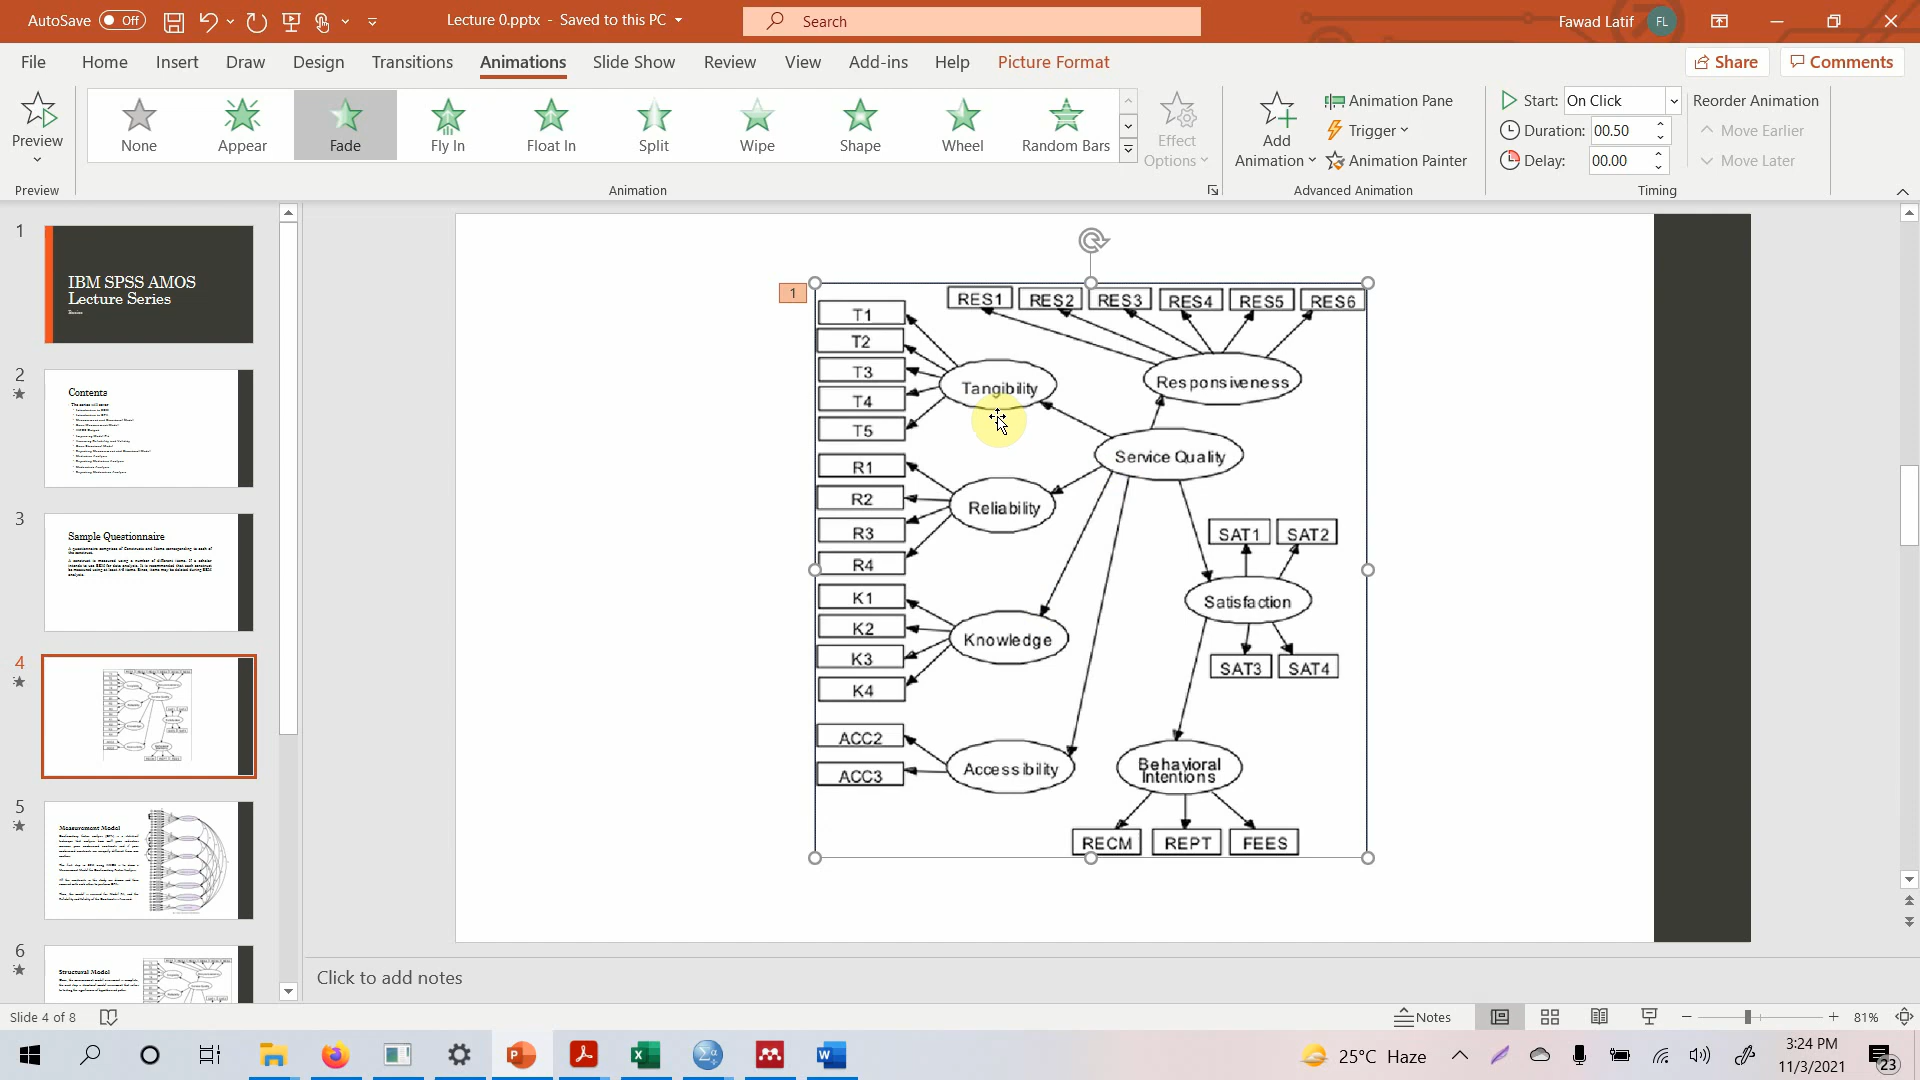 AutoSave Off
Lecture 0.pptx - Saved to this PC
Search
Fawad Latif FL
File Home Insert Draw Design Transitions Animations Slide Show Review View Add-ins Help Picture Format
Share Comments
Preview
None Appear Fade Fly In Float In Split Wipe Shape Wheel Random Bars
Effect Options
Add Animation
Animation Pane
Trigger
Animation Painter
Start: On Click
Duration: 00.50
Delay: 00.00
Reorder Animation
Move Earlier
Move Later
Preview Animation Advanced Animation Timing
1
IBM SPSS AMOS
Lecture Series
2
Contents
3
Sample Questionnaire
4
5
Measurement Model
6
Structural Model
1
RES1 RES2 RES3 RES4 RES5 RES6
T1
T2
T3
T4
T5
Tangibility
Responsiveness
Service Quality
R1
R2
R3
R4
Reliability
SAT1 SAT2
Satisfaction
SAT3 SAT4
K1
K2
K3
K4
Knowledge
ACC2
ACC3
Accessibility
Behavioral
Intentions
RECM REPT FEES
Click to add notes
Slide 4 of 8
Notes
81%
25°C Haze
3:24 PM
11/3/2021
23